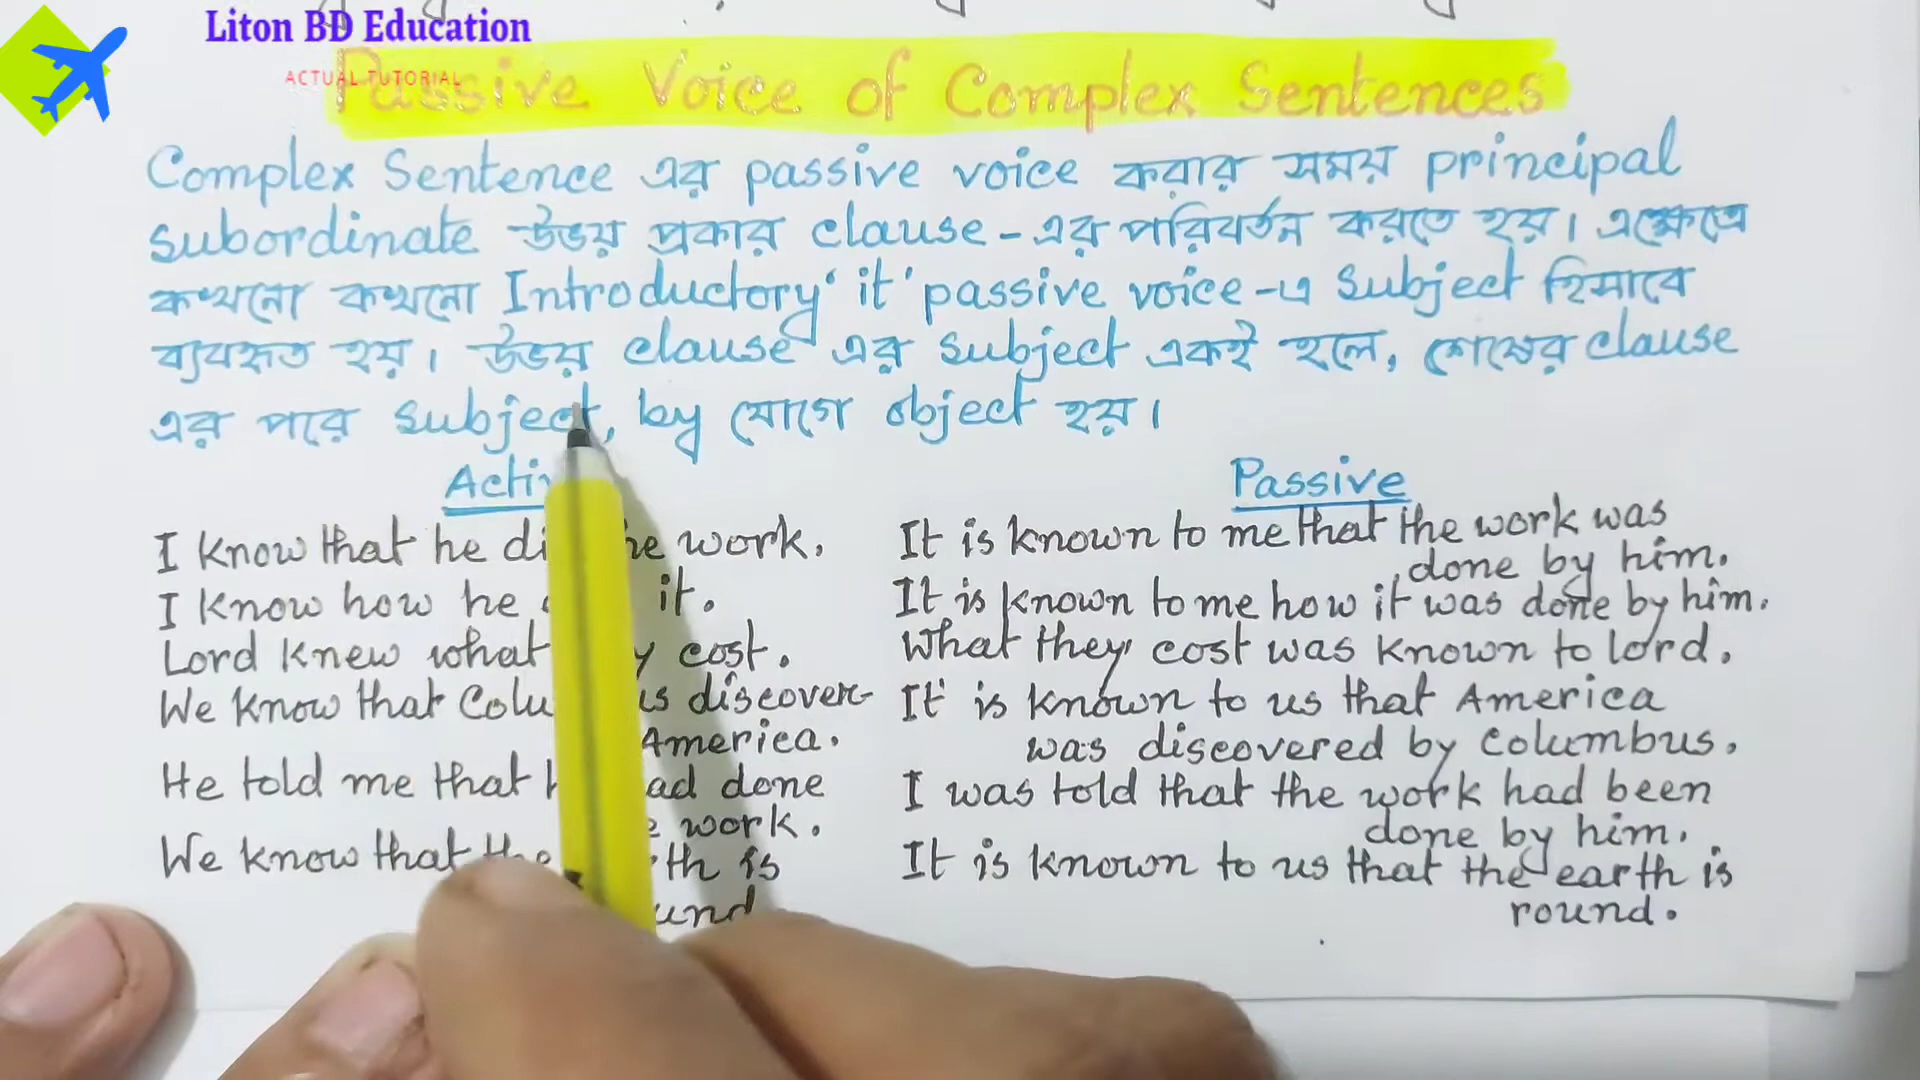 Liton BD Education
ACTUAL TUTORIAL
Passive Voice of Complex Sentences
Complex Sentence এর passive voice করার সময় principal
subordinate উভয় প্রকার clause-এর পরিবর্তন করতে হয়। এক্ষেত্রে
কখনো কখনো Introductory 'it' passive voice-এ subject হিসাবে
ব্যবহৃত হয়। উভয় clause এর subject একই হলে, শেষের clause
এর পরে subject, by যোগে object হয়।
Passive
I know that he work.
It is known to me that the work was
done by him.
I know how he it.
It is known to me how it was done by him.
Lord knew what cost.
What they cost was known to lord.
We know that discover-
It is known to us that America
America.
was discovered by Columbus.
He told me that done
I was told that the work had been
work.
done by him.
We know that is
It is known to us that the earth is
round.